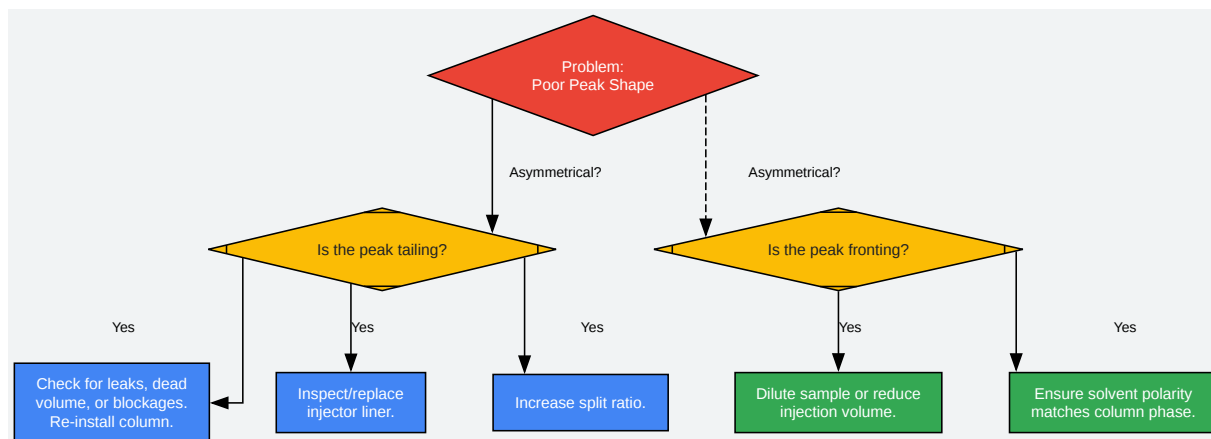 Problem:
Poor Peak Shape
Asymmetrical?
Asymmetrical?
Is the peak tailing?
Is the peak fronting?
Yes
Yes
Yes
Yes
Yes
Check for leaks, dead
volume, or blockages.
Re-install column.
Inspect/replace
injector liner.
Increase split ratio.
Dilute sample or reduce
injection volume.
Ensure solvent polarity
matches column phase.